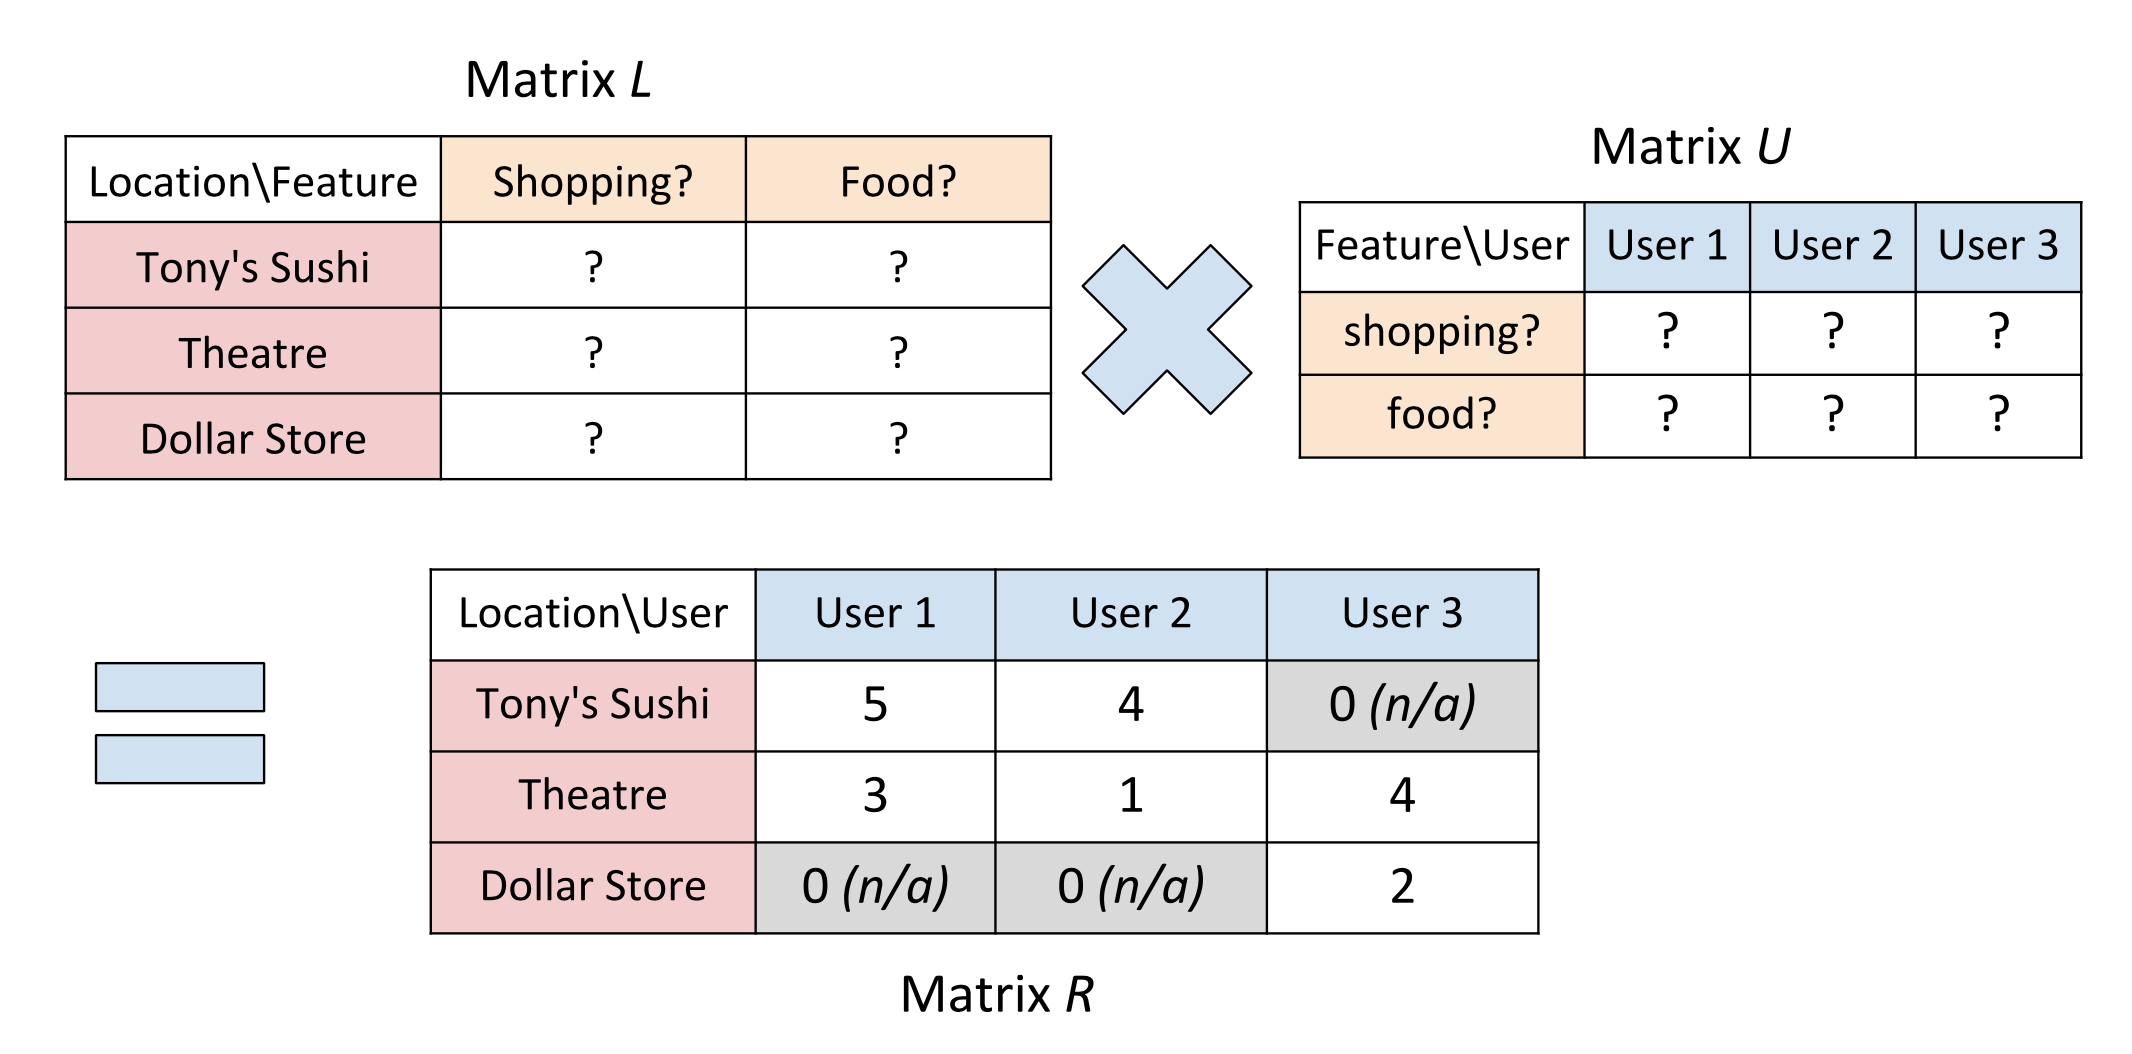 Matrix L
Location\Feature Shopping? Food?
Tony's Sushi ? ?
Theatre ? ?
Dollar Store ? ?
Matrix U
Feature\User User 1 User 2 User 3
shopping? ? ? ?
food? ? ? ?
Location\User User 1 User 2 User 3
Tony's Sushi 5 4 0 (n/a)
Theatre 3 1 4
Dollar Store 0 (n/a) 0 (n/a) 2
Matrix R